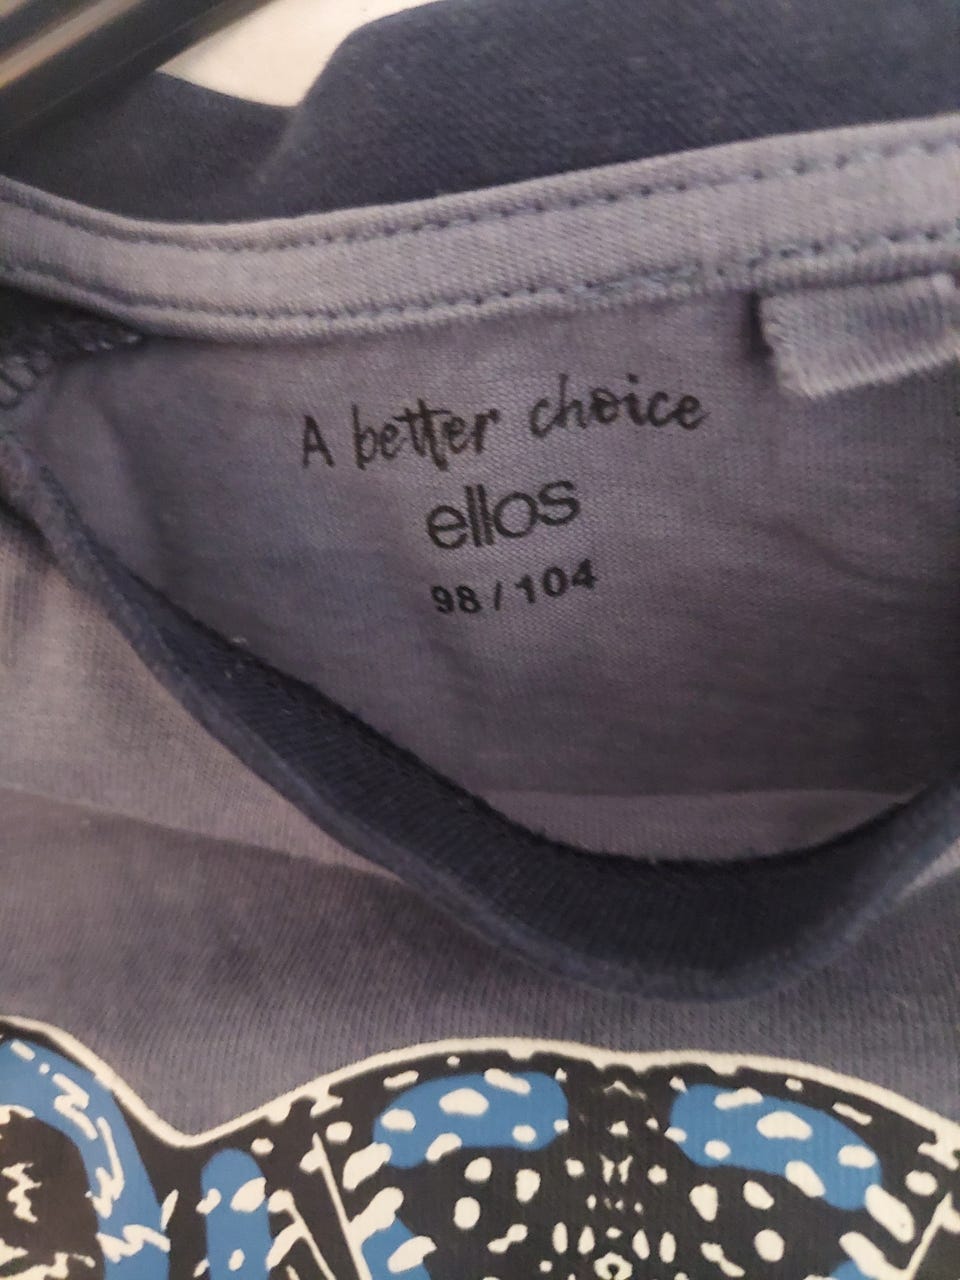 A better choice
ellos
98 / 104